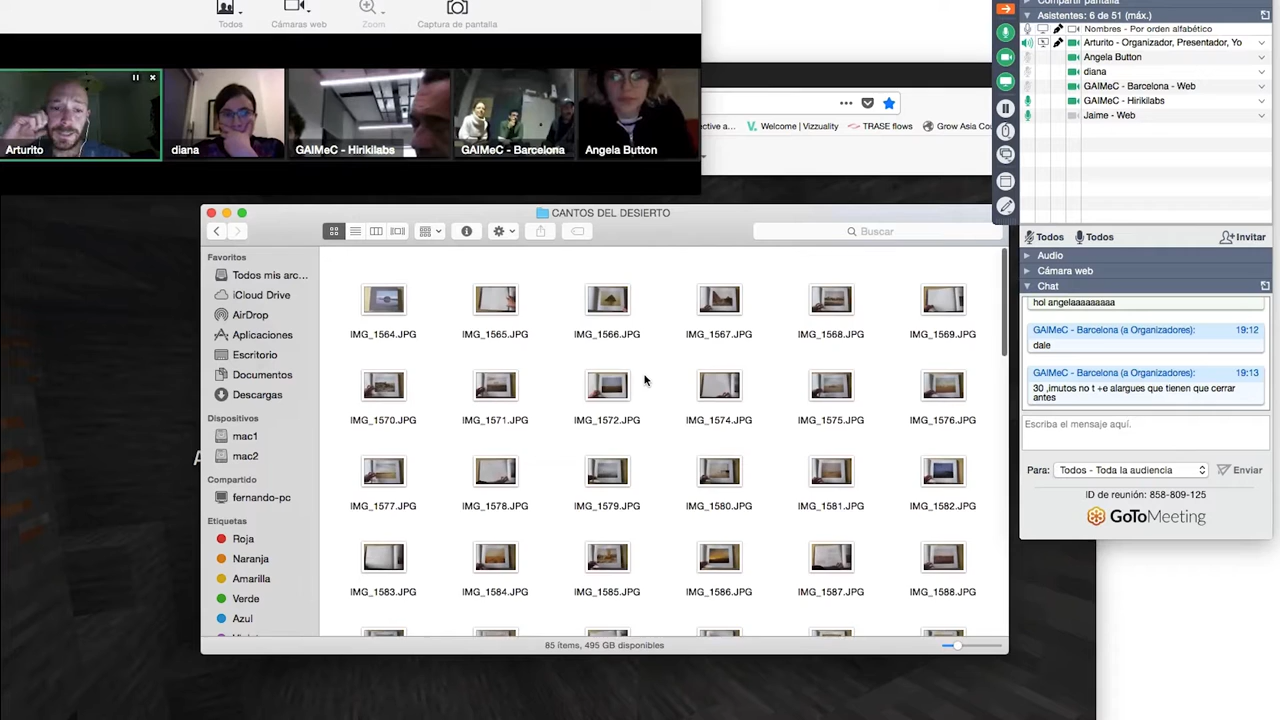 Todos
Cámaras web
Zoom
Captura de pantalla
Arturito
diana
GAIMeC - Hirikilabs
GAIMeC - Barcelona
Angela Button
Welcome | Vizzuality
TRASE flows
Grow Asia Cou
CANTOS DEL DESIERTO
Buscar
Favoritos
Todos mis arc...
iCloud Drive
AirDrop
Aplicaciones
Escritorio
Documentos
Descargas
Dispositivos
mac1
mac2
Compartido
fernando-pc
Etiquetas
Roja
Naranja
Amarilla
Verde
Azul
IMG_1564.JPG
IMG_1565.JPG
IMG_1566.JPG
IMG_1567.JPG
IMG_1568.JPG
IMG_1569.JPG
IMG_1570.JPG
IMG_1571.JPG
IMG_1572.JPG
IMG_1574.JPG
IMG_1575.JPG
IMG_1576.JPG
IMG_1577.JPG
IMG_1578.JPG
IMG_1579.JPG
IMG_1580.JPG
IMG_1581.JPG
IMG_1582.JPG
IMG_1583.JPG
IMG_1584.JPG
IMG_1585.JPG
IMG_1586.JPG
IMG_1587.JPG
IMG_1588.JPG
85 ítems, 495 GB disponibles
Compartir pantalla
Asistentes: 6 de 51 (máx.)
Nombres - Por orden alfabético
Arturito - Organizador, Presentador, Yo
Angela Button
diana
GAIMeC - Barcelona - Web
GAIMeC - Hirikilabs
Jaime - Web
Todos
Todos
Invitar
Audio
Cámara web
Chat
hol angelaaaaaaaa
GAIMeC - Barcelona (a Organizadores): 19:12
dale
GAIMeC - Barcelona (a Organizadores): 19:13
30 ,imutos no t +e alargues que tienen que cerrar
antes
Escriba el mensaje aquí.
Para: Todos - Toda la audiencia
Enviar
ID de reunión: 858-809-125
GoToMeeting